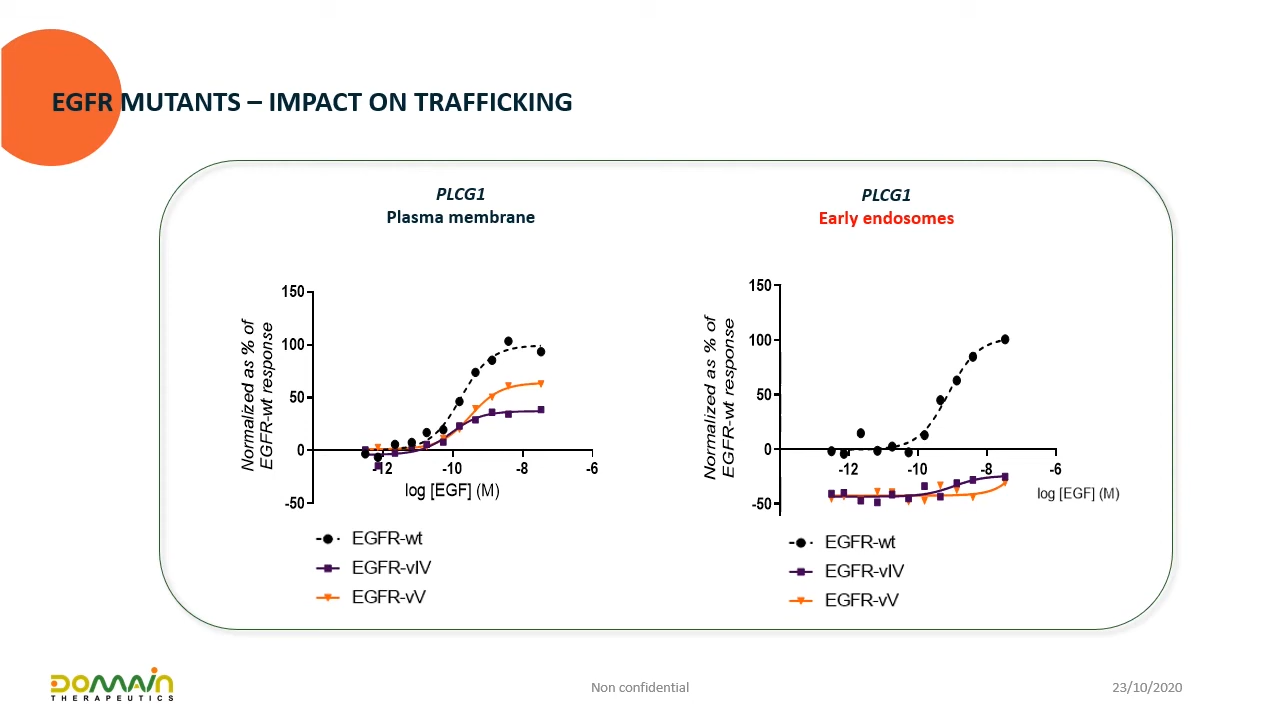 EGFR MUTANTS – IMPACT ON TRAFFICKING
PLCG1
Plasma membrane
150
100
50
0
-50
-12
-10
-8
-6
Normalized as % of
EGFR-wt response
log [EGF] (M)
EGFR-wt
EGFR-vIV
EGFR-vV
PLCG1
Early endosomes
150
100
50
0
-50
-12
-10
-8
-6
Normalized as % of
EGFR-wt response
log [EGF] (M)
EGFR-wt
EGFR-vIV
EGFR-vV
DOMAIN
THERAPEUTICS
Non confidential
23/10/2020